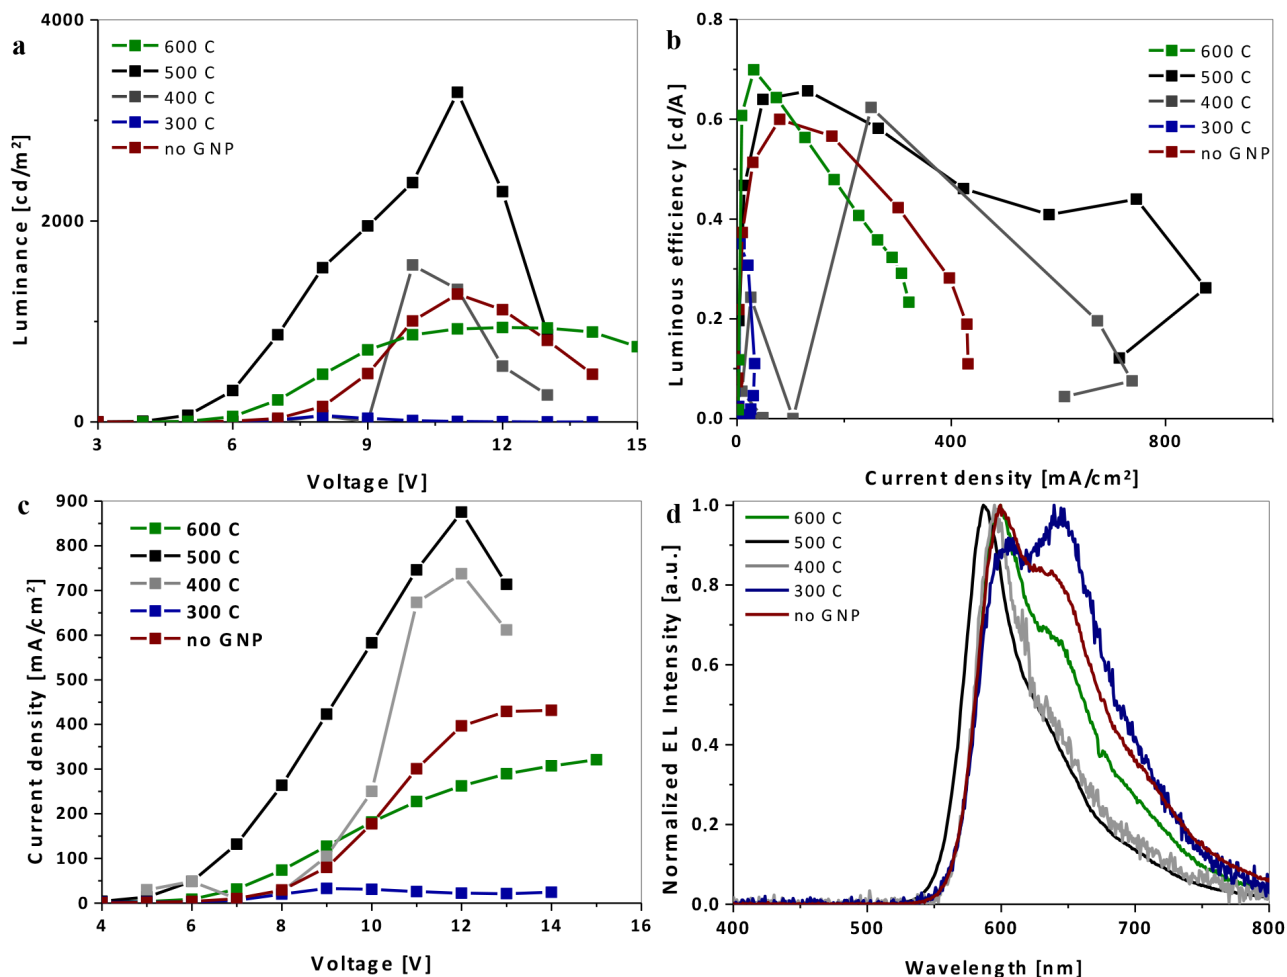 a
4000
2000
0
3
6
9
12
15
Luminance [cd/m²]
Voltage [V]
600 C
500 C
400 C
300 C
no GNP
b
0.8
0.6
0.4
0.2
0.0
0
400
800
Luminous efficiency [cd/A]
Current density [mA/cm²]
600 C
500 C
400 C
300 C
no GNP
c
900
800
700
600
500
400
300
200
100
0
4
6
8
10
12
14
16
Current density [mA/cm²]
Voltage [V]
600 C
500 C
400 C
300 C
no GNP
d
1.0
0.8
0.6
0.4
0.2
0.0
400
500
600
700
800
Normalized EL Intensity [a.u.]
Wavelength [nm]
600 C
500 C
400 C
300 C
no GNP